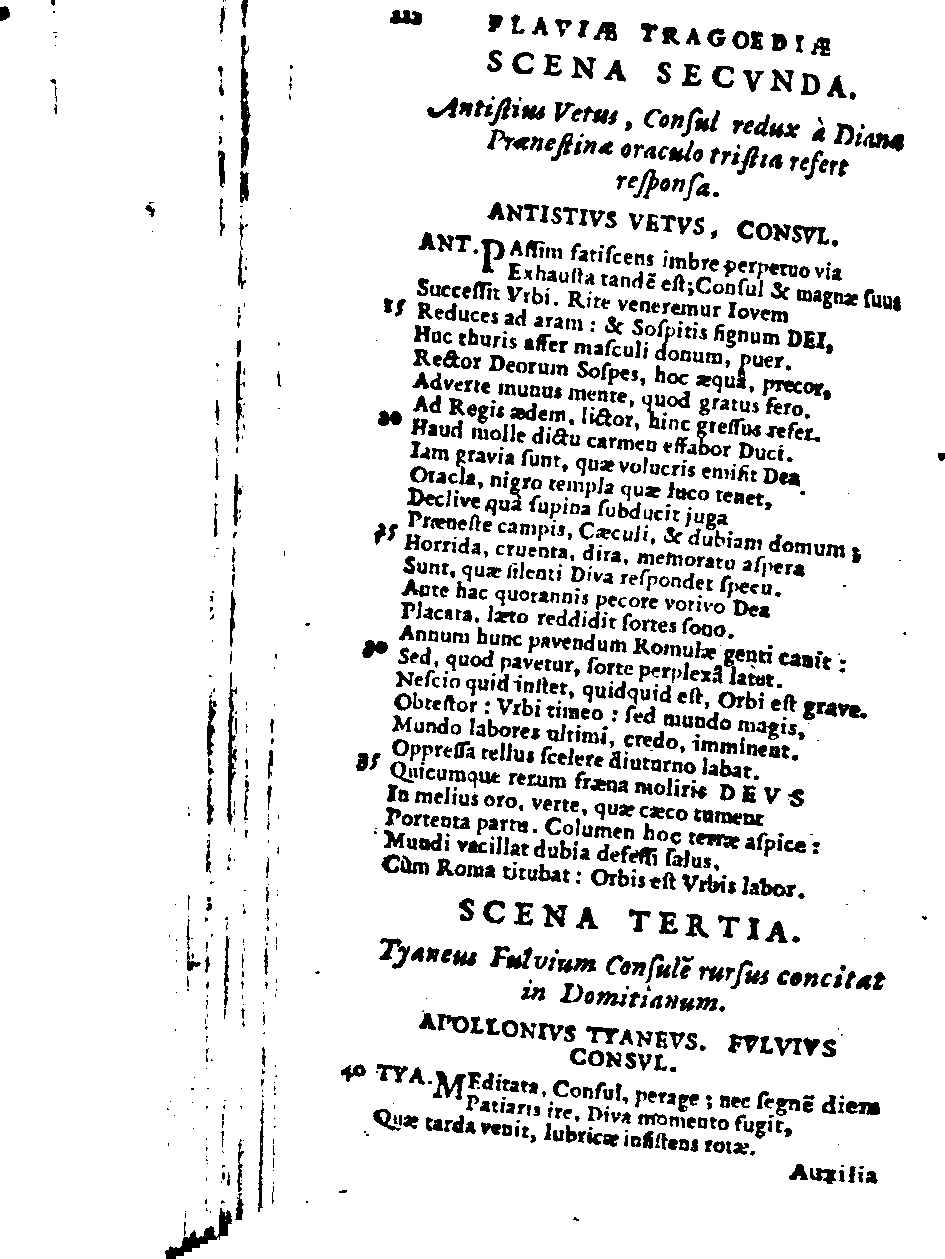 212 FLAVIÆ TRAGOEDIÆ
SCENA SECVNDA.
Antiſtius Vetus, Conſul redux à Diana
Præneſtina oraculo triſtia refert
reſponſa.
ANTISTIVS VETVS, CONSVL.
ANT. PAſſim fatiſcens imbre perpetuo via
Exhauſta tandē eſt; Conſul & magnæ ſuus
Succeſſit Vrbi. Rite veneremur Iovem
15 Reduces ad aram: & Soſpitis ſignum DEI,
Huc thuris affer maſculi donum, puer.
Rector Deorum Soſpes, hoc æquâ, precor,
Adverte munus mente, quod gratus fero.
Ad Regis ædem, lictor, hinc greſſus refer.
20 Haud molle dictu carmen effabor Duci.
Iam gravia ſunt, quæ volucris emiſit Dea
Oracla, nigro templa quæ luco tenet,
Declive quâ ſupina ſubducit juga
Præneſte campis, Cæculi, & dubiam domum;
25 Horrida, cruenta, dira, memoratu aſpera
Sunt, quæ ſilenti Diva reſpondet ſpecu.
Ante hac quotannis pecore votivo Dea
Placata, læto reddidit ſortes ſono.
Annum hunc pavendum Romulæ genti canit:
30 Sed, quod pavetur, ſorte perplexâ latet.
Neſcio quid inſtet, quidquid eſt, Orbi eſt grave.
Obteſtor: Vrbi timeo: ſed mundo magis,
Mundo labores ultimi, credo, imminent.
Oppreſſa tellus ſcelere diuturno labat.
35 Quicumque rerum fræna moliris DEVS
In melius oro, verte, quæ cæco tument
Portenta partu. Columen hoc terræ aſpice:
Mundi vacillat dubia defeſſi ſalus,
Cùm Roma titubat: Orbis eſt Vrbis labor.
SCENA TERTIA.
Tyaneus Fulvium Conſulē rurſus concitat
in Domitianum.
APOLLONIVS TYANEVS. FVLVIVS
CONSVL.
40 TYA. MEditata, Conſul, perage; nec ſegnē diem
Patiaris ire, Diva momento fugit,
Quæ tarda venit, lubricæ inſiſtens rotæ.
Auxilia